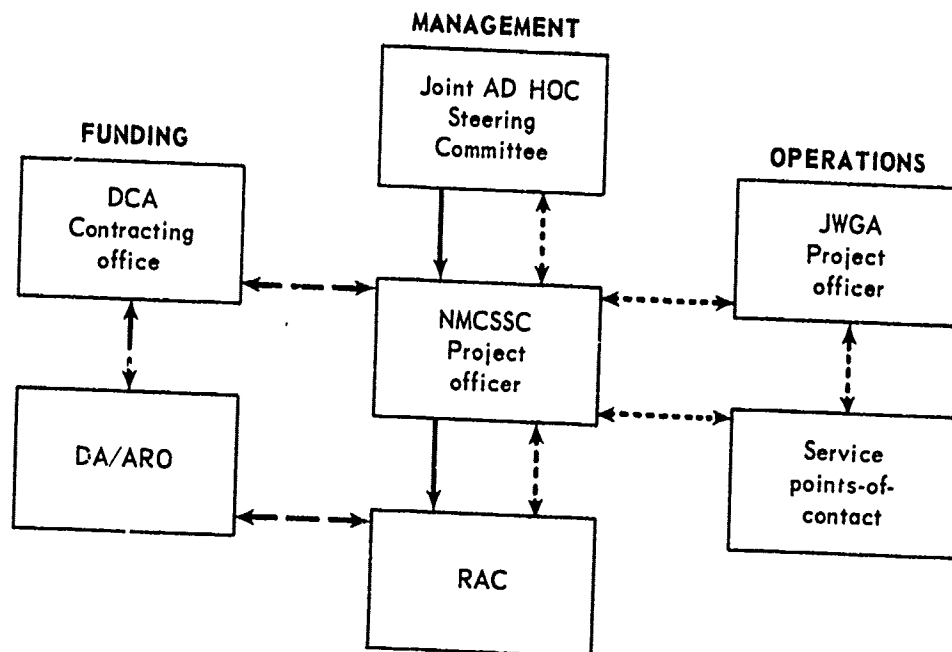 MANAGEMENT
Joint AD HOC
Steering
Committee
FUNDING
DCA
Contracting
office
OPERATIONS
JWGA
Project
officer
NMCSSC
Project
officer
DA/ARO
Service
points-of-
contact
RAC